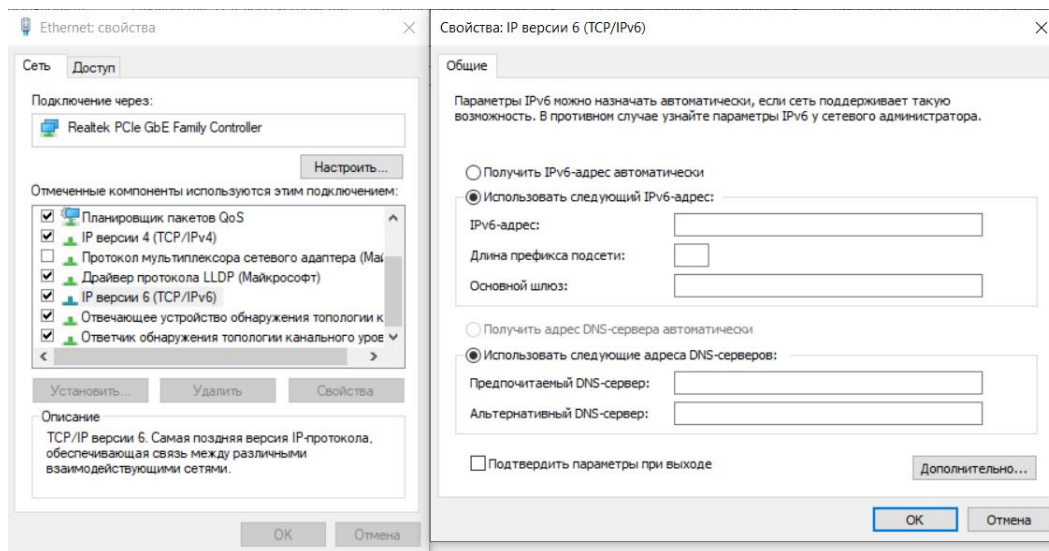 Ethernet: свойства
Сеть
Доступ
Подключение через:
Realtek PCIe GbE Family Controller
Настроить...
Отмеченные компоненты используются этим подключением:
Планировщик пакетов QoS
IP версии 4 (TCP/IPv4)
Протокол мультиплексора сетевого адаптера (Май
Драйвер протокола LLDP (Майкрософт)
IP версии 6 (TCP/IPv6)
Отвечающее устройство обнаружения топологии к
Ответчик обнаружения топологии канального уров
Установить...
Удалить
Свойства
Описание
TCP/IP версии 6. Самая поздняя версия IP-протокола,
обеспечивающая связь между различными
взаимодействующими сетями.
OK
Отмена
Свойства: IP версии 6 (TCP/IPv6)
Общие
Параметры IPv6 можно назначать автоматически, если сеть поддерживает такую
возможность. В противном случае узнайте параметры IPv6 у сетевого администратора.
Получить IPv6-адрес автоматически
Использовать следующий IPv6-адрес:
IPv6-адрес:
Длина префикса подсети:
Основной шлюз:
Получить адрес DNS-сервера автоматически
Использовать следующие адреса DNS-серверов:
Предпочитаемый DNS-сервер:
Альтернативный DNS-сервер:
Подтвердить параметры при выходе
Дополнительно...
OK
Отмена